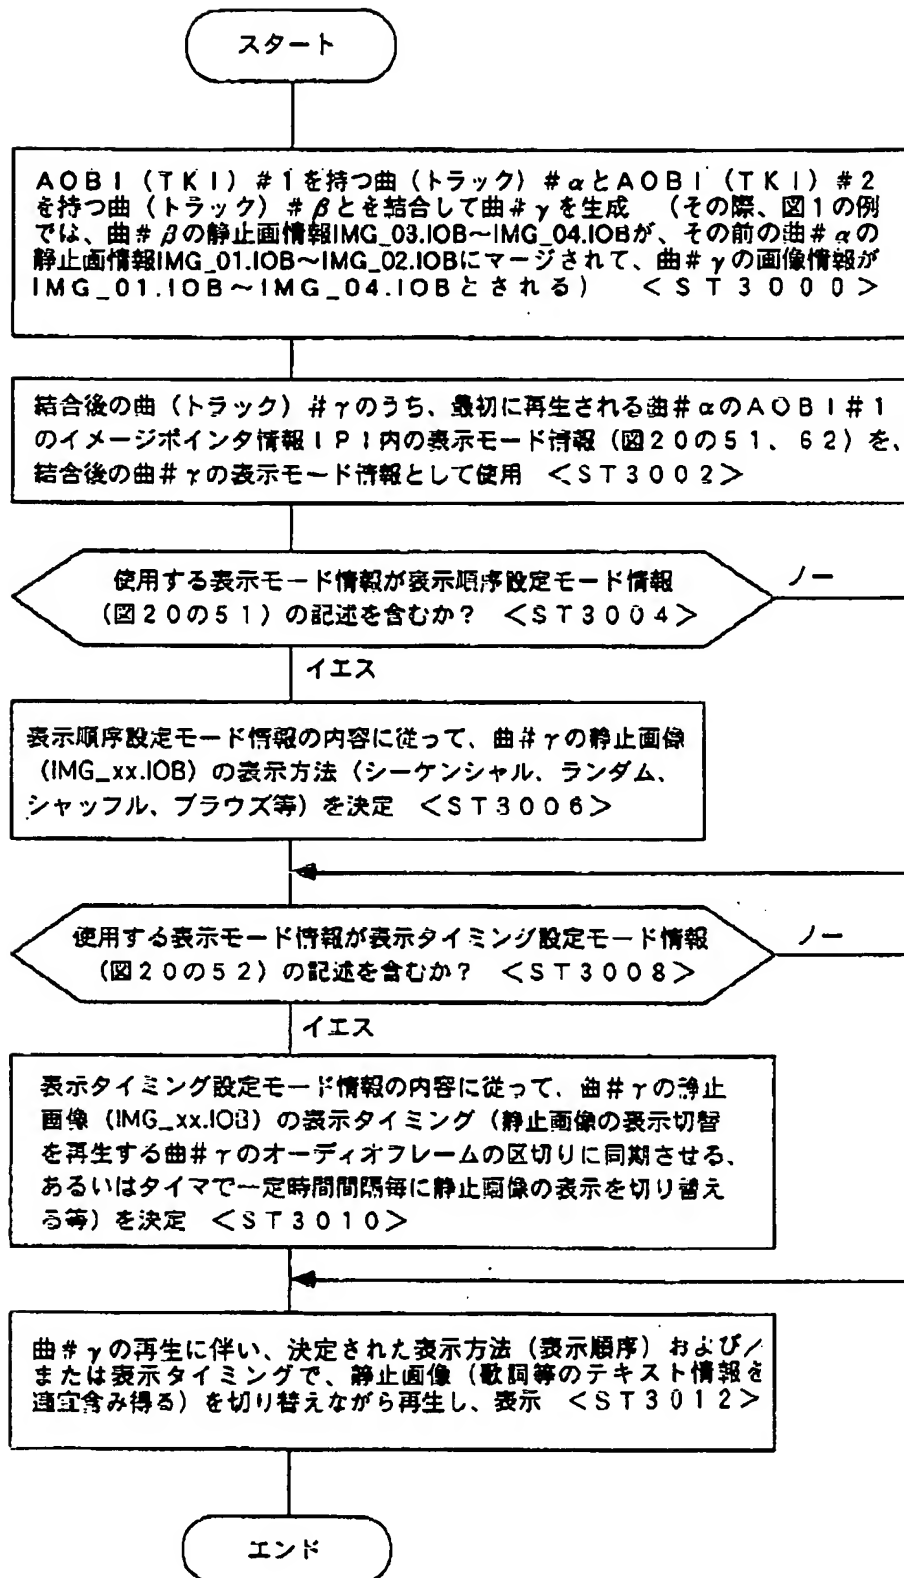 スタート
AOBI（TKI）#1を持つ曲（トラック）#αとAOBI（TKI）#2
を持つ曲（トラック）#βとを結合して曲#γを生成　（その際、図1の例
では、曲#βの静止画情報IMG_03.IOB〜IMG_04.IOBが、その前の曲#αの
静止画情報IMG_01.IOB〜IMG_02.IOBにマージされて、曲#γの画像情報が
IMG_01.IOB〜IMG_04.IOBとされる）　＜ST3000＞
結合後の曲（トラック）#γのうち、最初に再生される曲#αのAOBI#1
のイメージポインタ情報IPI内の表示モード情報（図20の51、62）を、
結合後の曲#γの表示モード情報として使用　＜ST3002＞
使用する表示モード情報が表示順序設定モード情報
（図20の51）の記述を含むか？　＜ST3004＞
ノー
イエス
表示順序設定モード情報の内容に従って、曲#γの静止画像
（IMG_xx.IOB）の表示方法（シーケンシャル、ランダム、
シャッフル、ブラウズ等）を決定　＜ST3006＞
使用する表示モード情報が表示タイミング設定モード情報
（図20の52）の記述を含むか？　＜ST3008＞
ノー
イエス
表示タイミング設定モード情報の内容に従って、曲#γの静止
画像（IMG_xx.IOB）の表示タイミング（静止画像の表示切替
を再生する曲#γのオーディオフレームの区切りに同期させる、
あるいはタイマで一定時間間隔毎に静止画像の表示を切り替え
る等）を決定　＜ST3010＞
曲#γの再生に伴い、決定された表示方法（表示順序）および／
または表示タイミングで、静止画像（歌詞等のテキスト情報を
適宜含み得る）を切り替えながら再生し、表示　＜ST3012＞
エンド